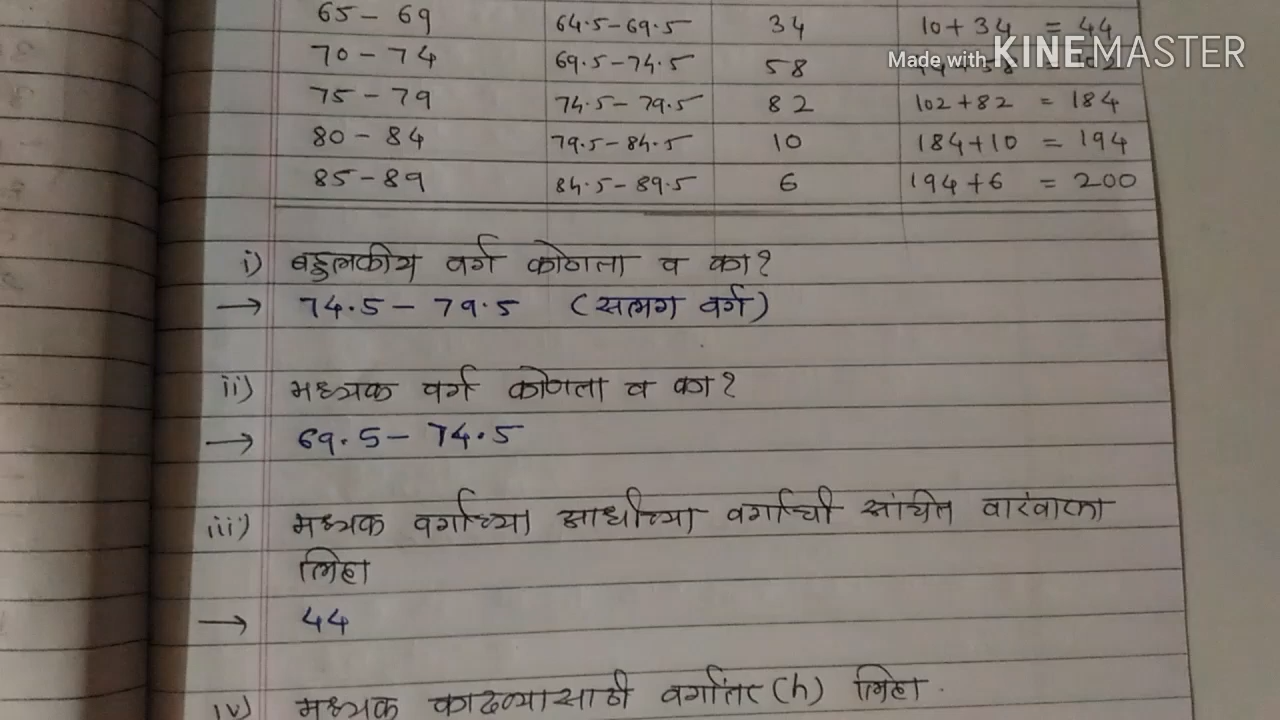 65 – 69 64.5 – 69.5 34 10 + 34 = 44
Made with KINEMASTER
70 – 74 69.5 – 74.5 58
75 – 79 74.5 – 79.5 82 102 + 82 = 184
80 – 84 79.5 – 84.5 10 184 + 10 = 194
85 – 89 84.5 – 89.5 6 194 + 6 = 200
i) बहुलकीय वर्ग कोणता व का?
→ 74.5 – 79.5 (सलग वर्ग)
ii) मध्यक वर्ग कोणता व का?
→ 69.5 – 74.5
iii) मध्यक वर्गाच्या आधीच्या वर्गाची संचित वारंवारता
लिहा
→ 44
iv) मध्यक काढण्यासाठी वर्गांतर (h) लिहा.